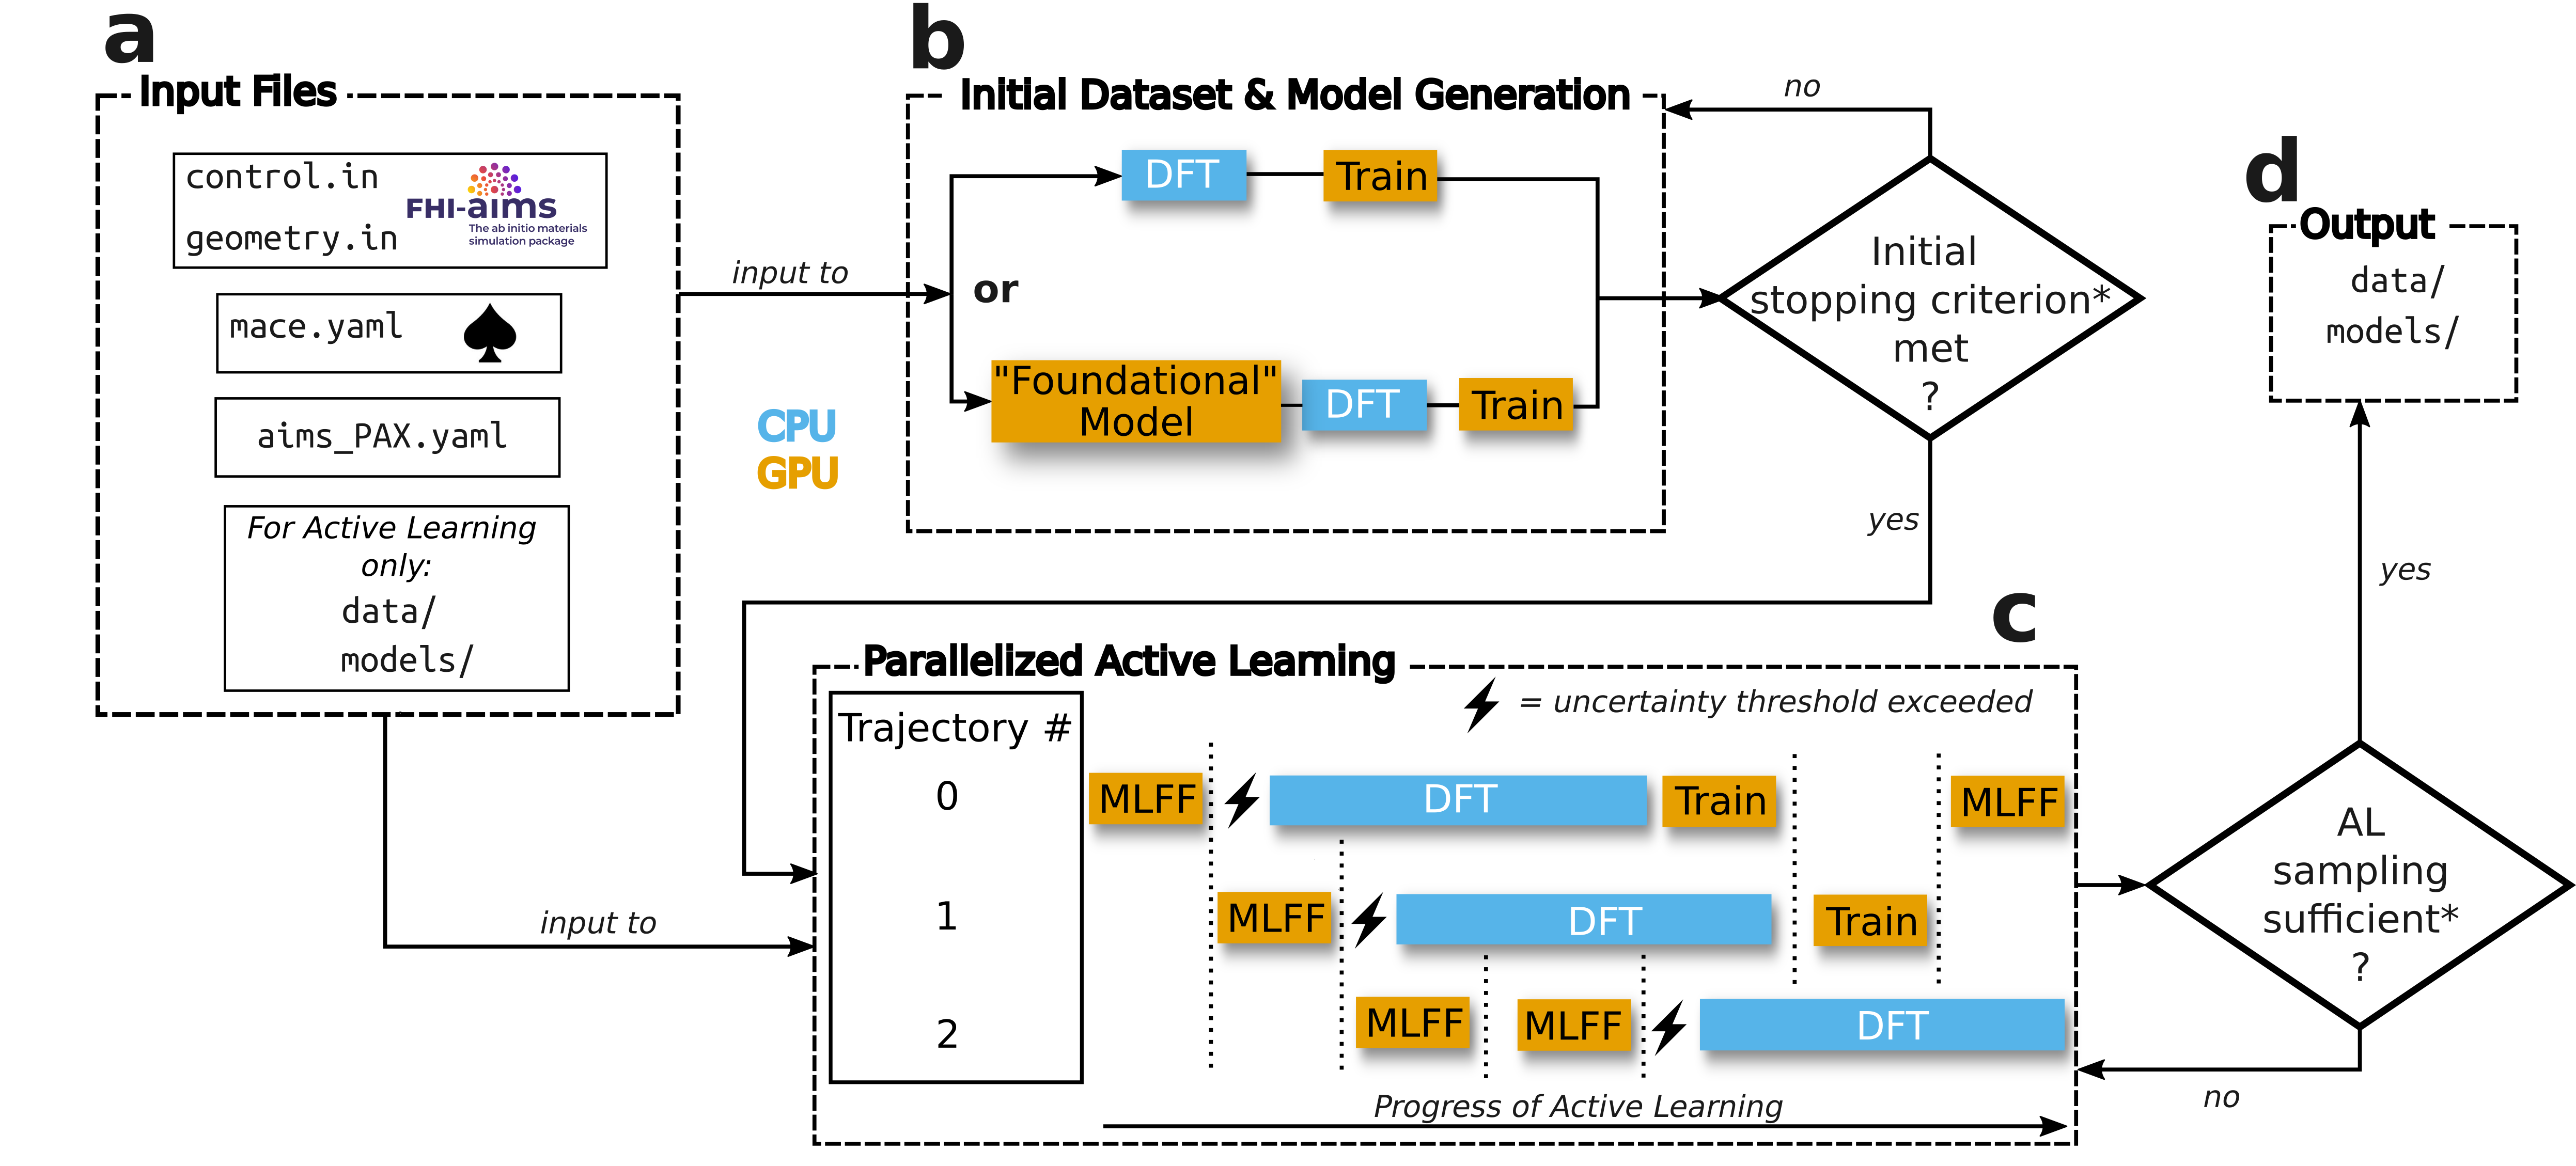 a
Input Files
control.in
geometry.in
FHI-aims
The ab initio materials
simulation package
mace.yaml
aims_PAX.yaml
For Active Learning
only:
data/
models/
input to
input to
CPU
GPU
b
Initial Dataset & Model Generation
or
DFT
Train
"Foundational"
Model
DFT
Train
no
Initial
stopping criterion*
met
?
yes
c
Parallelized Active Learning
= uncertainty threshold exceeded
Trajectory #
0
MLFF
DFT
Train
MLFF
1
MLFF
DFT
Train
2
MLFF
MLFF
DFT
Progress of Active Learning
AL
sampling
sufficient*
?
no
yes
d
Output
data/
models/